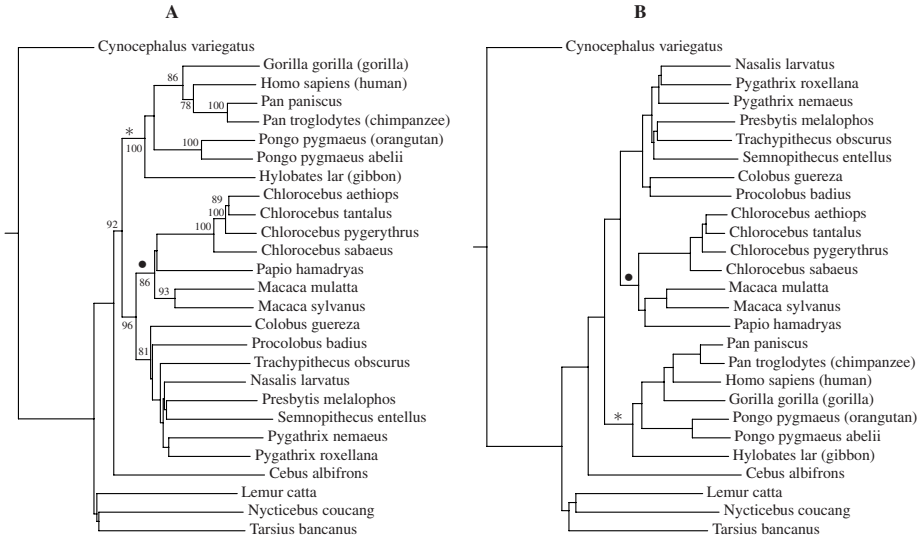 A
Cynocephalus variegatus
Gorilla gorilla (gorilla)
86
Homo sapiens (human)
78
100
Pan paniscus
Pan troglodytes (chimpanzee)
*
100
100
Pongo pygmaeus (orangutan)
Pongo pygmaeus abelii
Hylobates lar (gibbon)
89
Chlorocebus aethiops
100
Chlorocebus tantalus
100
Chlorocebus pygerythrus
92
Chlorocebus sabaeus
Papio hamadryas
86
93
Macaca mulatta
Macaca sylvanus
96
Colobus guereza
81
Procolobus badius
Trachypithecus obscurus
Nasalis larvatus
Presbytis melalophos
Semnopithecus entellus
Pygathrix nemaeus
Pygathrix roxellana
Cebus albifrons
Lemur catta
Nycticebus coucang
Tarsius bancanus
B
Cynocephalus variegatus
Nasalis larvatus
Pygathrix roxellana
Pygathrix nemaeus
Presbytis melalophos
Trachypithecus obscurus
Semnopithecus entellus
Colobus guereza
Procolobus badius
Chlorocebus aethiops
Chlorocebus tantalus
Chlorocebus pygerythrus
Chlorocebus sabaeus
Macaca mulatta
Macaca sylvanus
Papio hamadryas
Pan paniscus
Pan troglodytes (chimpanzee)
Homo sapiens (human)
Gorilla gorilla (gorilla)
*
Pongo pygmaeus (orangutan)
Pongo pygmaeus abelii
Hylobates lar (gibbon)
Cebus albifrons
Lemur catta
Nycticebus coucang
Tarsius bancanus